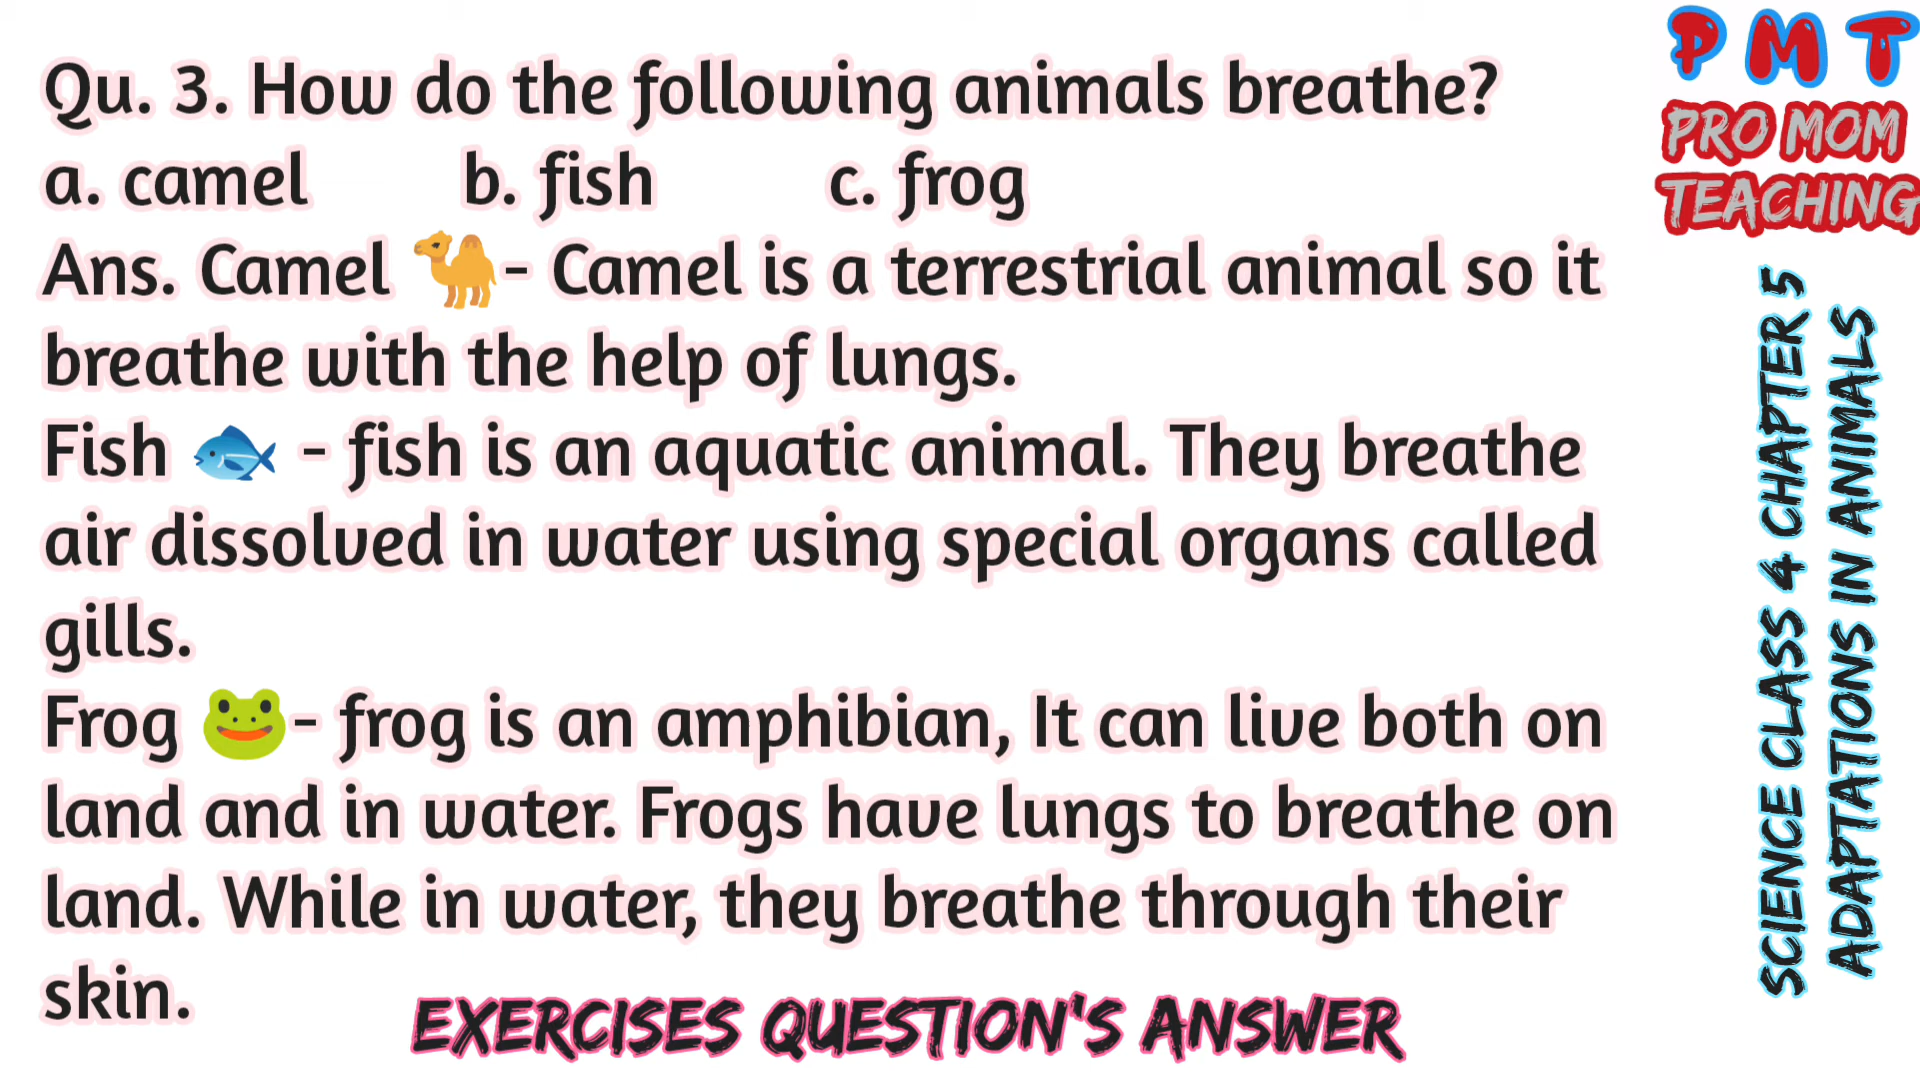 Qu. 3. How do the following animals breathe?
a. camel b. fish c. frog
Ans. Camel 🐫- Camel is a terrestrial animal so it
breathe with the help of lungs.
Fish 🐟 - fish is an aquatic animal. They breathe
air dissolved in water using special organs called
gills.
Frog 🐸- frog is an amphibian, It can live both on
land and in water. Frogs have lungs to breathe on
land. While in water, they breathe through their
skin.
EXERCISES QUESTION'S ANSWER
PMT
PRO MOM
TEACHING
SCIENCE CLASS 4 CHAPTER 5
ADAPTATIONS IN ANIMALS